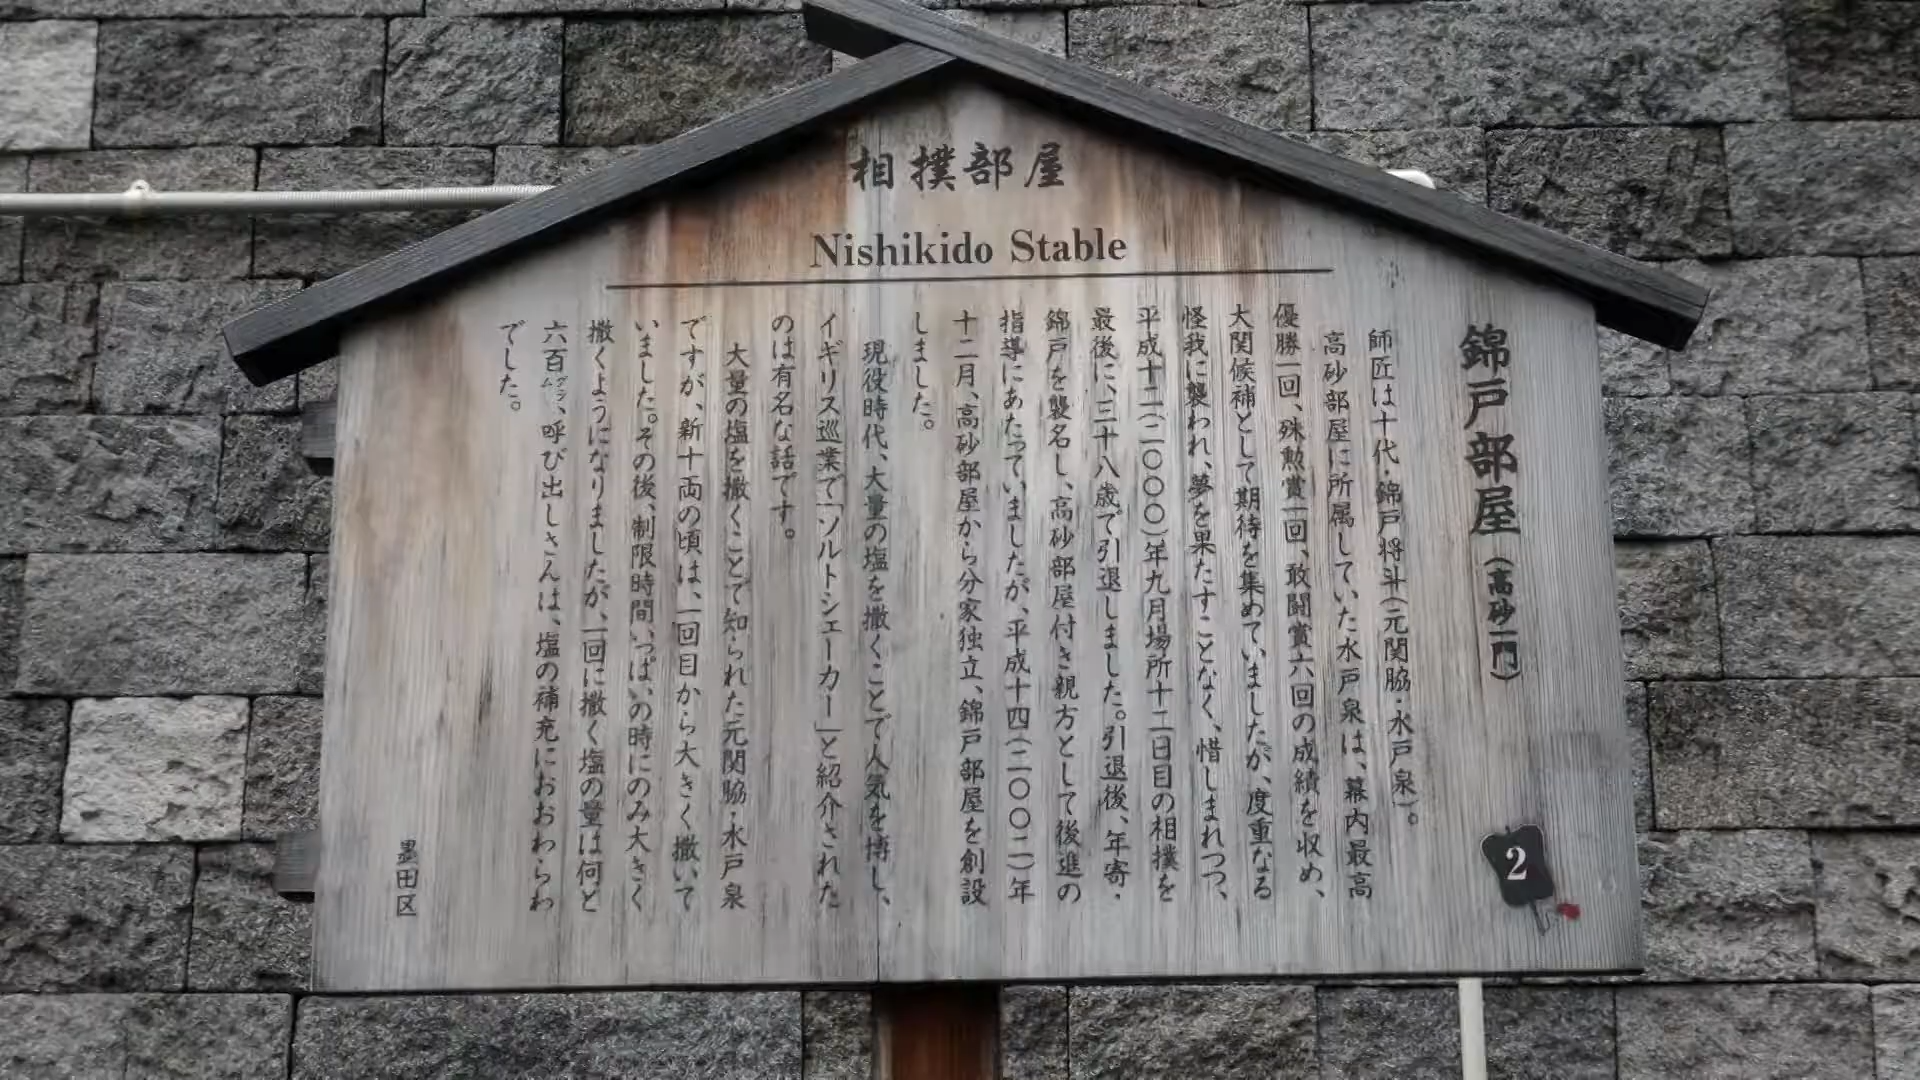 相撲部屋
Nishikido Stable
錦戸部屋（高砂一門）
師匠は十代・錦戸将斗（元関脇・水戸泉）。
高砂部屋に所属していた水戸泉は、幕内最高
優勝一回、殊勲賞一回、敢闘賞六回の成績を収め、
大関候補として期待を集めていましたが、度重なる
怪我に襲われ、夢を果たすことなく、惜しまれつつ、
平成十二（二〇〇〇）年九月場所十二日目の相撲を
最後に、三十八歳で引退しました。引退後、年寄・
錦戸を襲名し、高砂部屋付き親方として後進の
指導にあたっていましたが、平成十四（二〇〇二）年
十二月、高砂部屋から分家独立、錦戸部屋を創設
しました。
現役時代、大量の塩を撒くことで人気を博し、
イギリス巡業で「ソルトシェーカー」と紹介された
のは有名な話です。
大量の塩を撒くことで知られた元関脇・水戸泉
ですが、新十両の頃は、一回目から大きく撒いて
いました。その後、制限時間いっぱいの時にのみ大きく
撒くようになりましたが、一回に撒く塩の量は何と
六百グラム、呼び出しさんは、塩の補充におおわらわ
でした。
墨田区
2